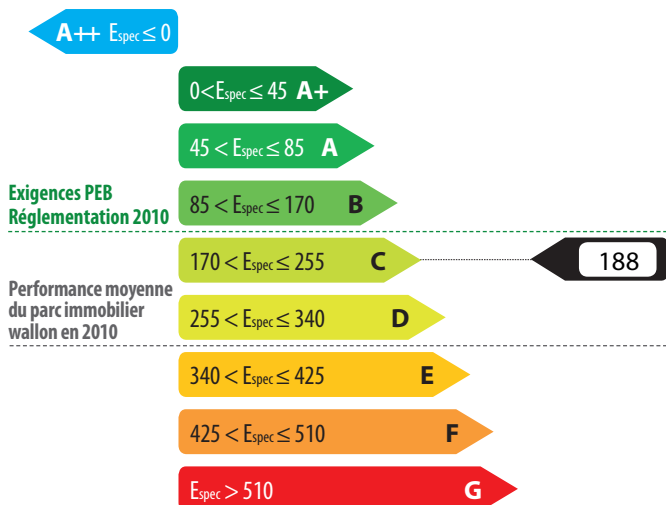 A++ Espec ≤ 0
0 < Espec ≤ 45 A+
45 < Espec ≤ 85 A
Exigences PEB
Réglementation 2010
85 < Espec ≤ 170 B
170 < Espec ≤ 255 C
188
Performance moyenne
du parc immobilier
wallon en 2010
255 < Espec ≤ 340 D
340 < Espec ≤ 425 E
425 < Espec ≤ 510 F
Espec > 510 G